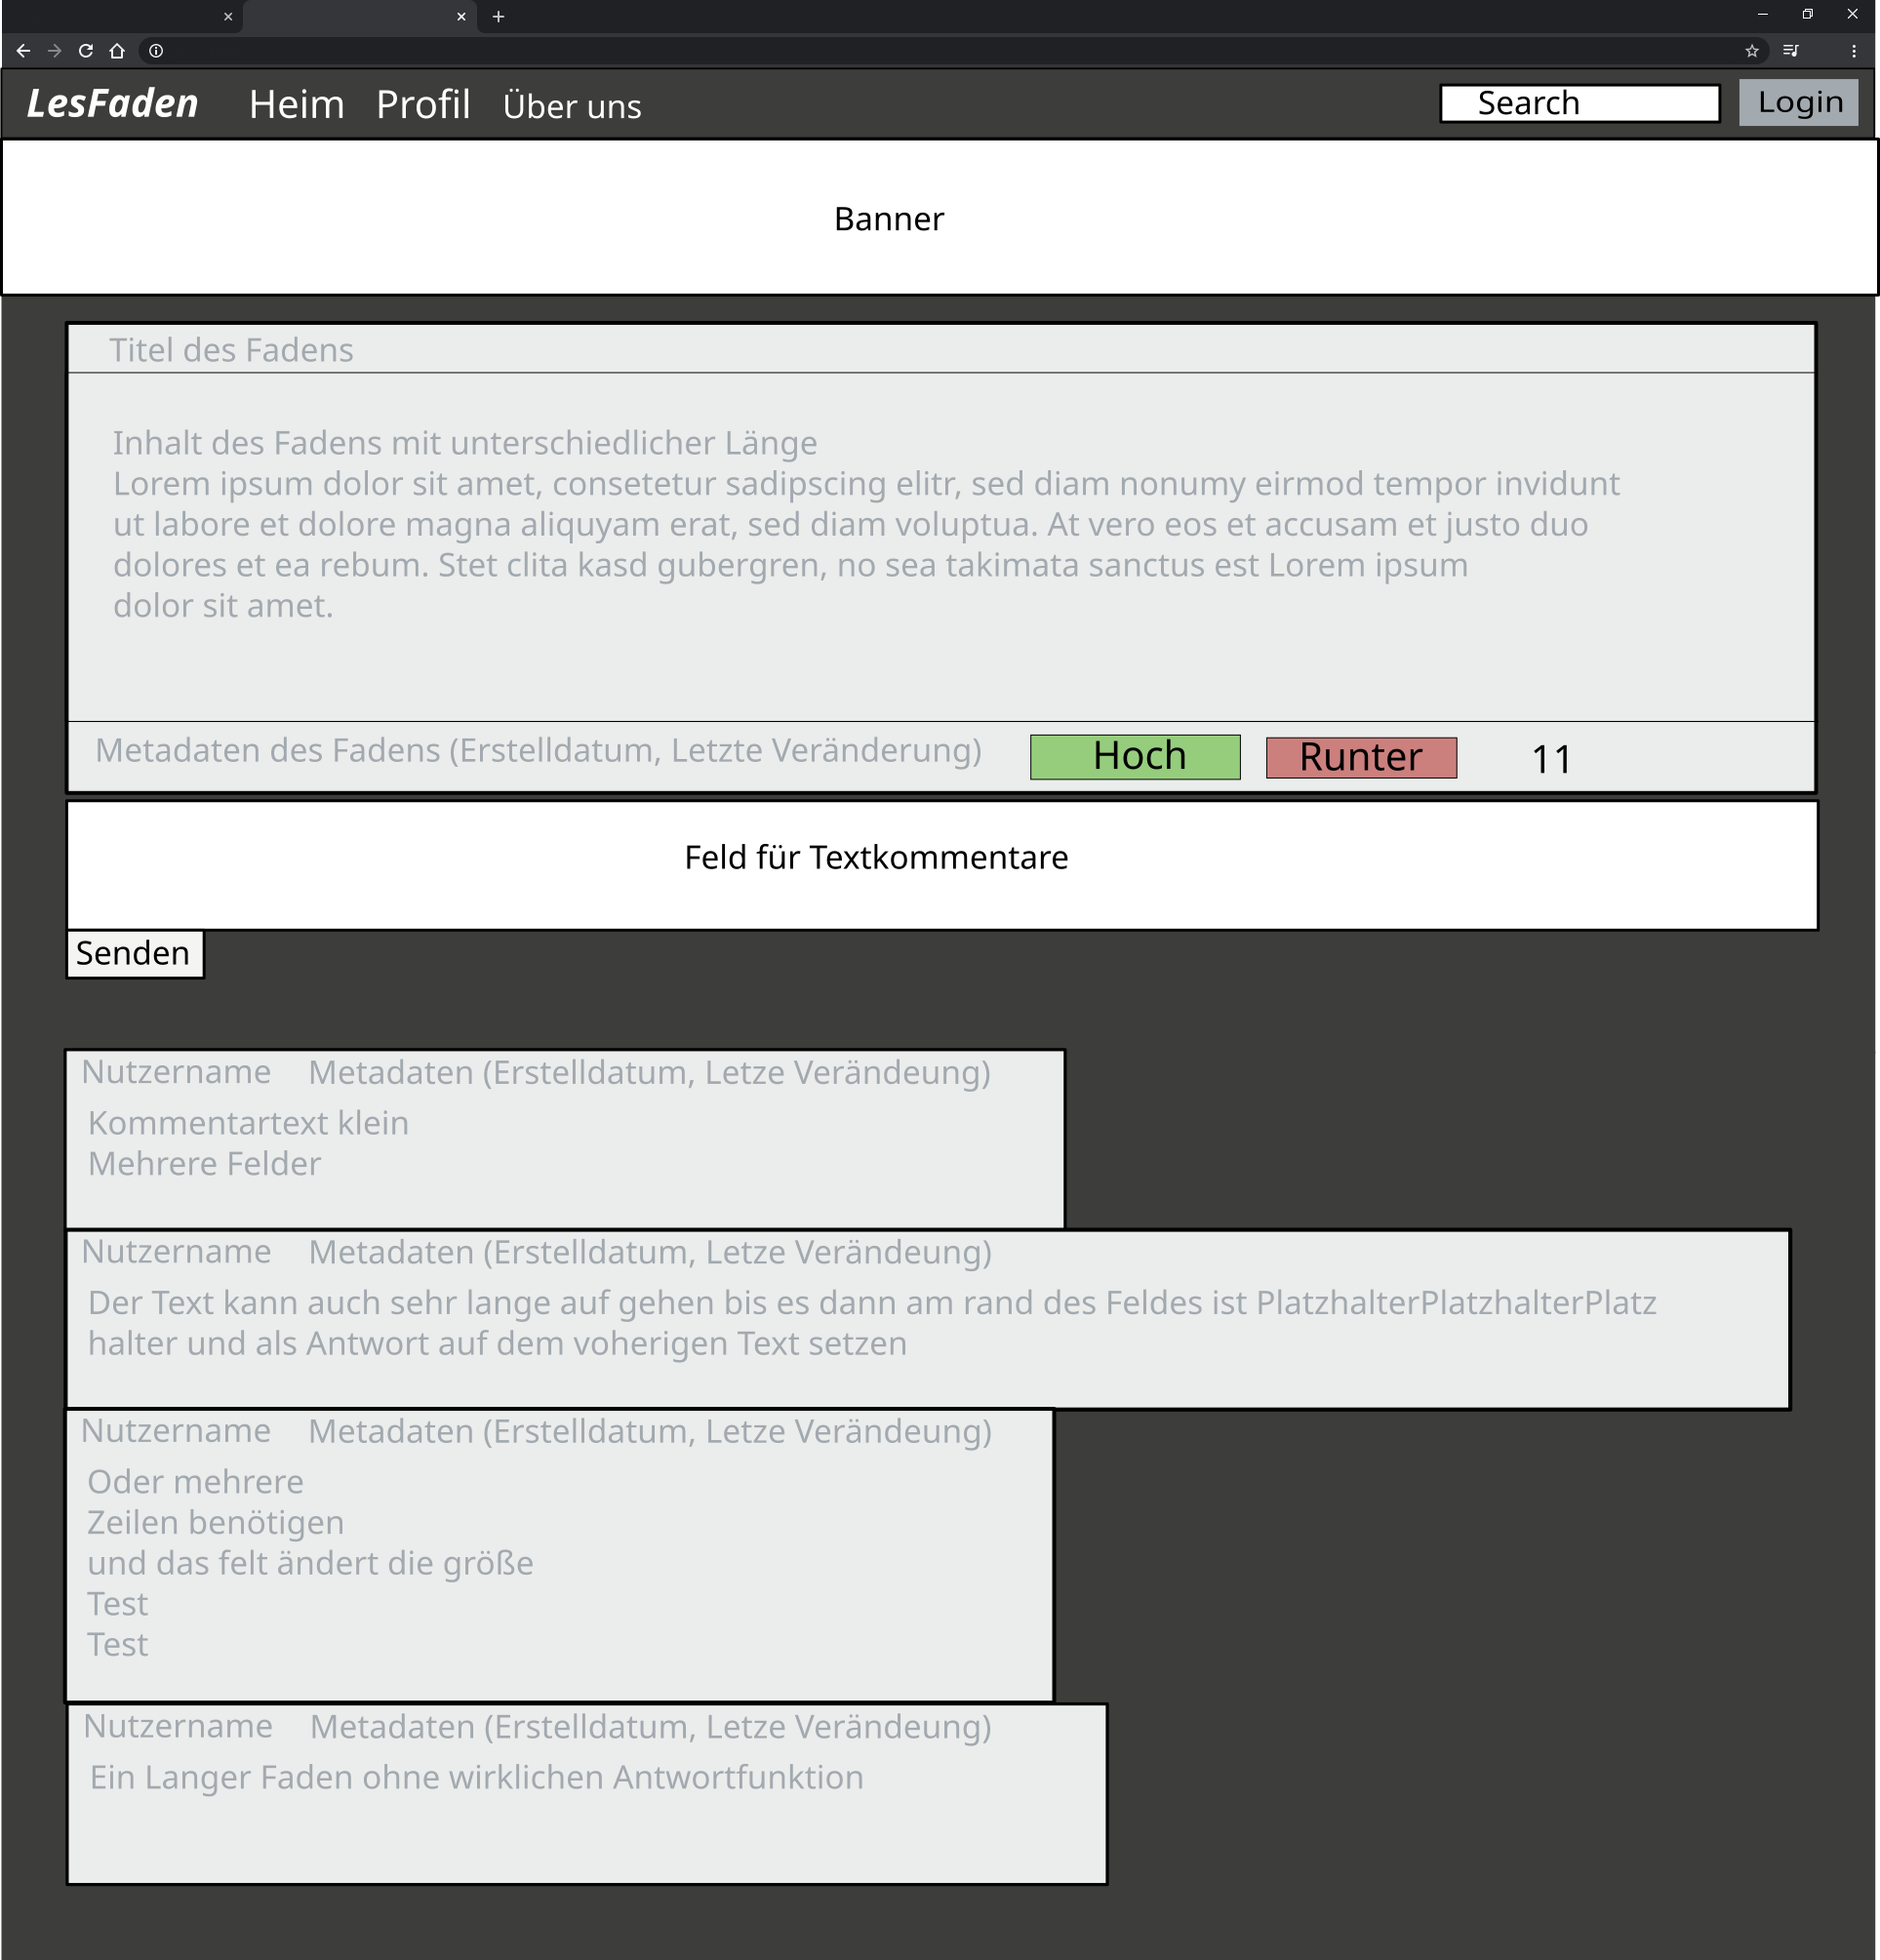 LesFaden Heim Profil Über uns Search Login
Banner
Titel des Fadens
Inhalt des Fadens mit unterschiedlicher Länge
Lorem ipsum dolor sit amet, consetetur sadipscing elitr, sed diam nonumy eirmod tempor invidunt
ut labore et dolore magna aliquyam erat, sed diam voluptua. At vero eos et accusam et justo duo
dolores et ea rebum. Stet clita kasd gubergren, no sea takimata sanctus est Lorem ipsum
dolor sit amet.
Metadaten des Fadens (Erstelldatum, Letzte Veränderung) Hoch Runter 11
Feld für Textkommentare
Senden
Nutzername Metadaten (Erstelldatum, Letze Verändeung)
Kommentartext klein
Mehrere Felder
Nutzername Metadaten (Erstelldatum, Letze Verändeung)
Der Text kann auch sehr lange auf gehen bis es dann am rand des Feldes ist PlatzhalterPlatzhalterPlatz
halter und als Antwort auf dem voherigen Text setzen
Nutzername Metadaten (Erstelldatum, Letze Verändeung)
Oder mehrere
Zeilen benötigen
und das felt ändert die größe
Test
Test
Nutzername Metadaten (Erstelldatum, Letze Verändeung)
Ein Langer Faden ohne wirklichen Antwortfunktion